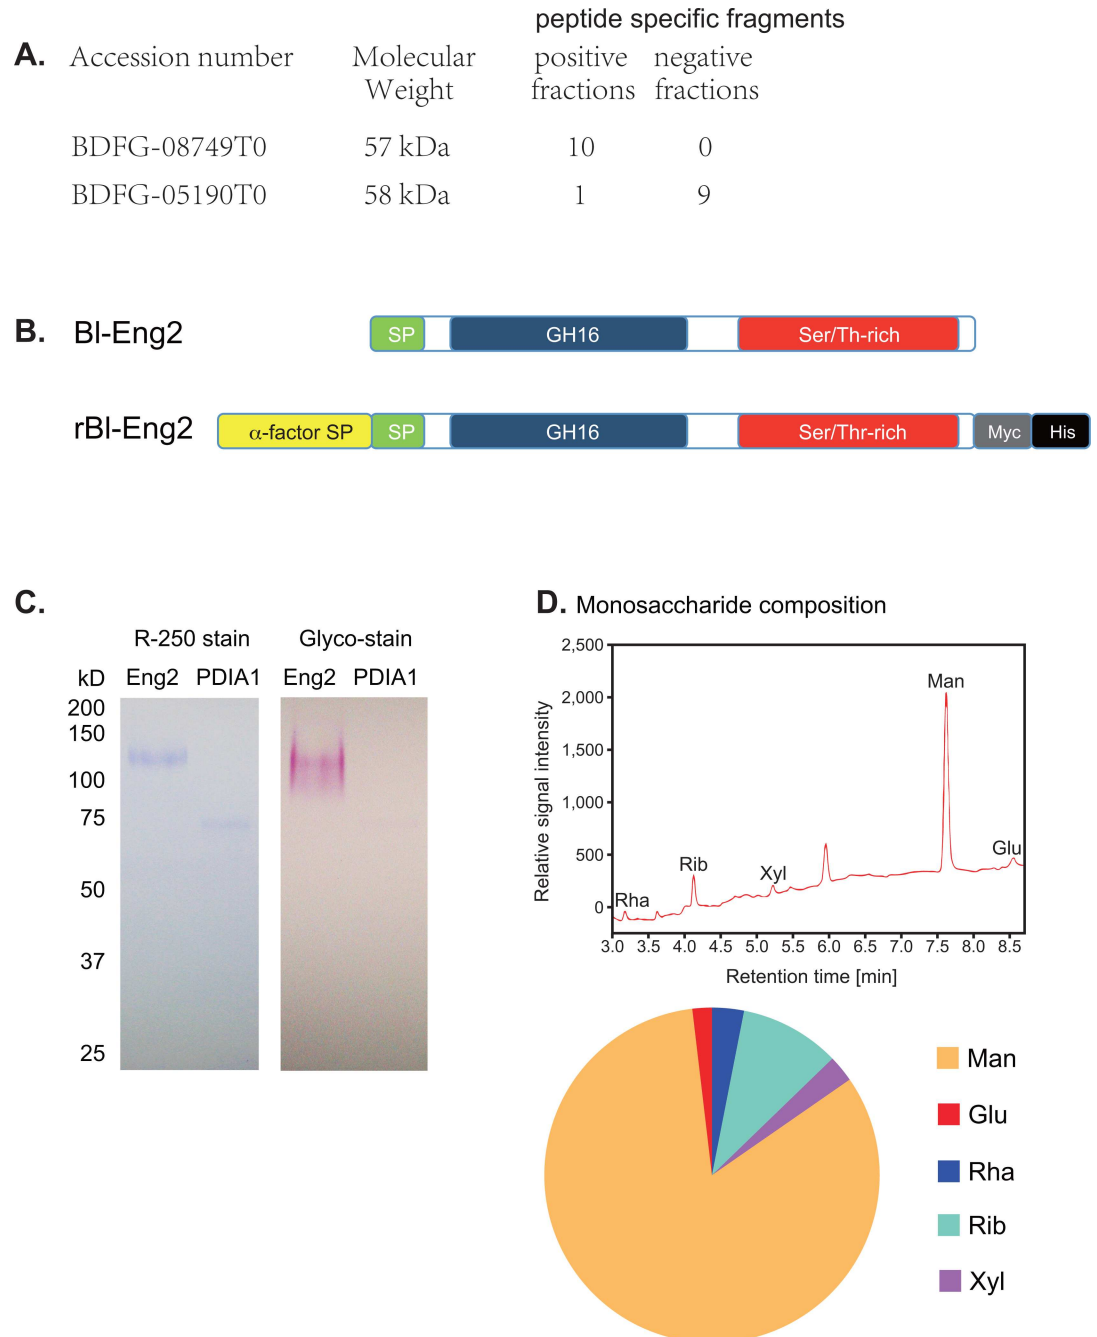 peptide specific fragments
A. Accession number Molecular Weight positive fractions negative fractions
BDFG-08749T0 57 kDa 10 0
BDFG-05190T0 58 kDa 1 9
B. Bl-Eng2 SP GH16 Ser/Th-rich
rBl-Eng2 α-factor SP SP GH16 Ser/Thr-rich Myc His
C.
R-250 stain Glyco-stain
kD Eng2 PDIA1 Eng2 PDIA1
200
150
100
75
50
37
25
D. Monosaccharide composition
Relative signal intensity
2,500
2,000
1,500
1,000
500
0
Rha Rib Xyl Man Glu
3.0 3.5 4.0 4.5 5.0 5.5 6.0 6.5 7.0 7.5 8.0 8.5
Retention time [min]
Man
Glu
Rha
Rib
Xyl